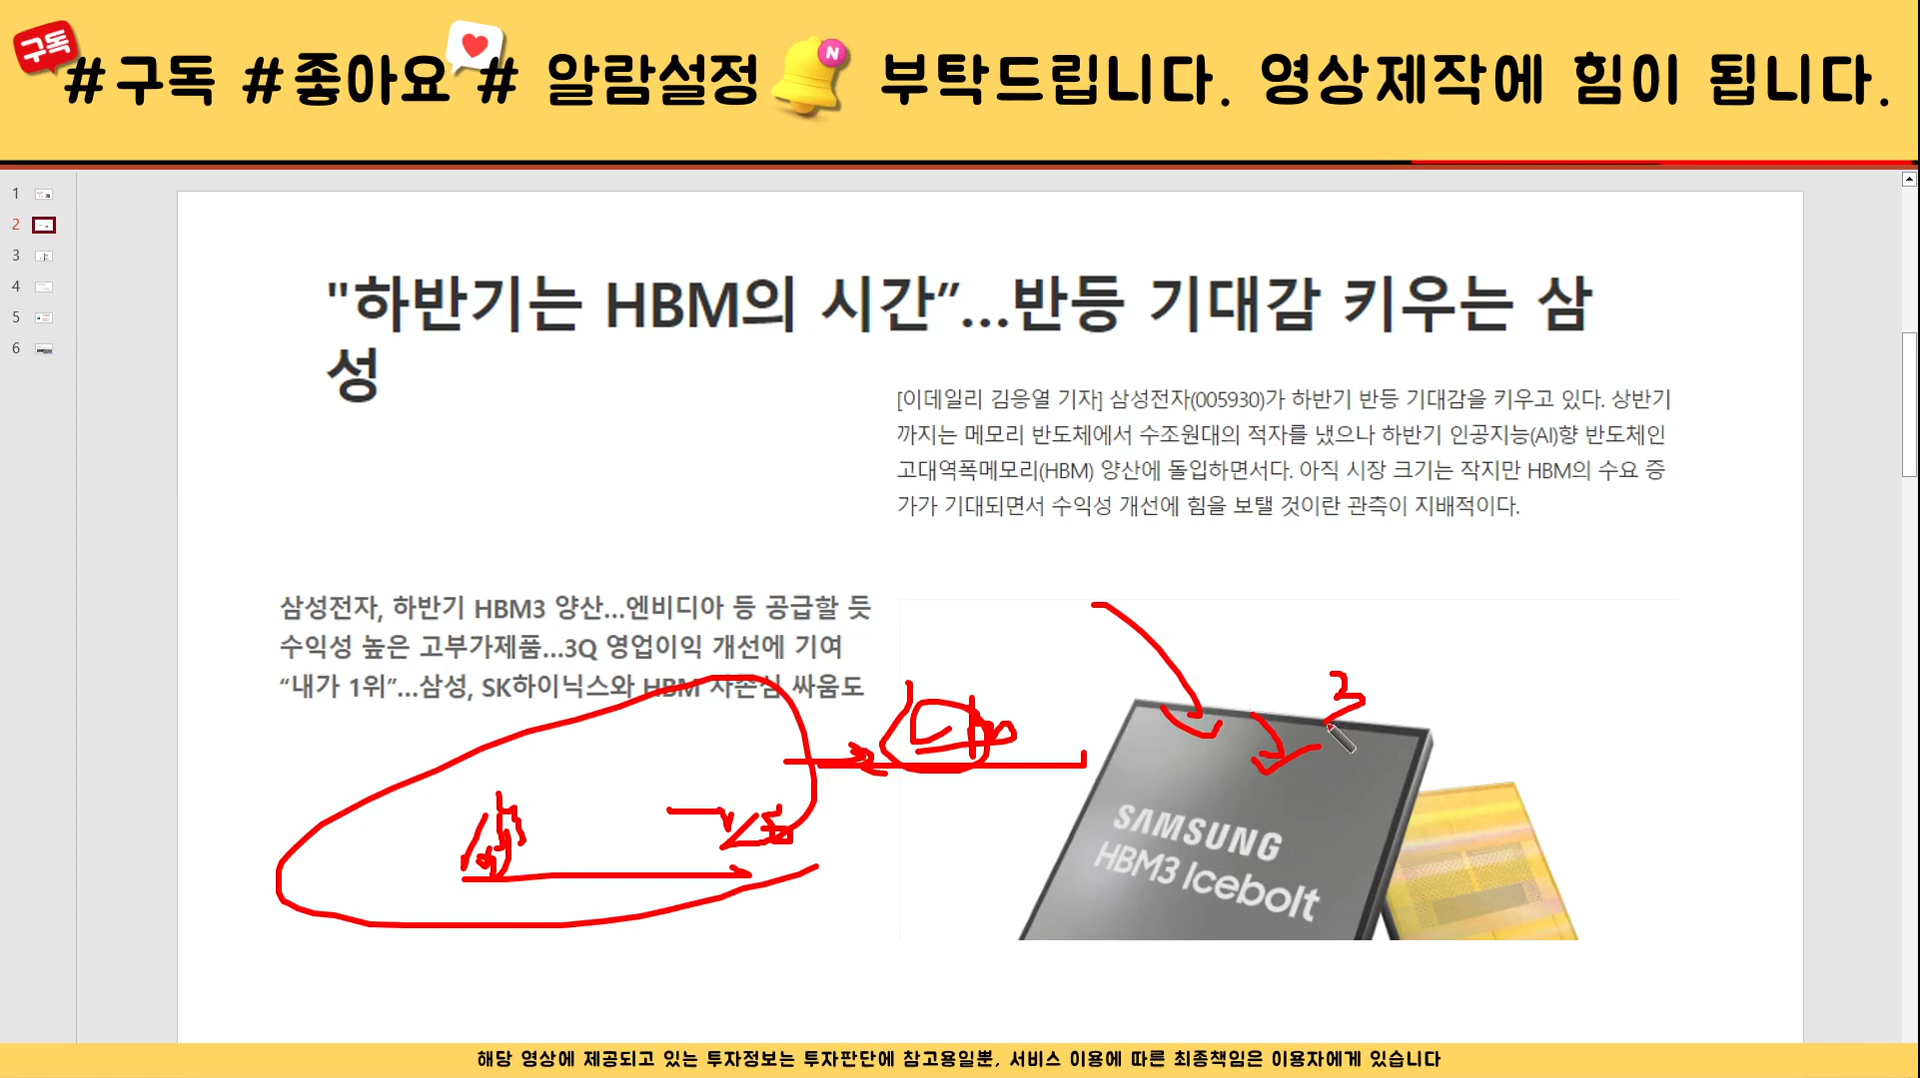 구독
#구독 #좋아요 # 알람설정 N 부탁드립니다. 영상제작에 힘이 됩니다.
1
2
3
4
5
6
"하반기는 HBM의 시간”...반등 기대감 키우는 삼
성
[이데일리 김응열 기자] 삼성전자(005930)가 하반기 반등 기대감을 키우고 있다. 상반기
까지는 메모리 반도체에서 수조원대의 적자를 냈으나 하반기 인공지능(AI)향 반도체인
고대역폭메모리(HBM) 양산에 돌입하면서다. 아직 시장 크기는 작지만 HBM의 수요 증
가가 기대되면서 수익성 개선에 힘을 보탤 것이란 관측이 지배적이다.
삼성전자, 하반기 HBM3 양산...엔비디아 등 공급할 듯
수익성 높은 고부가제품...3Q 영업이익 개선에 기여
“내가 1위”...삼성, SK하이닉스와 HBM 자존심 싸움도
SAMSUNG
HBM3 Icebolt
해당 영상에 제공되고 있는 투자정보는 투자판단에 참고용일뿐, 서비스 이용에 따른 최종책임은 이용자에게 있습니다